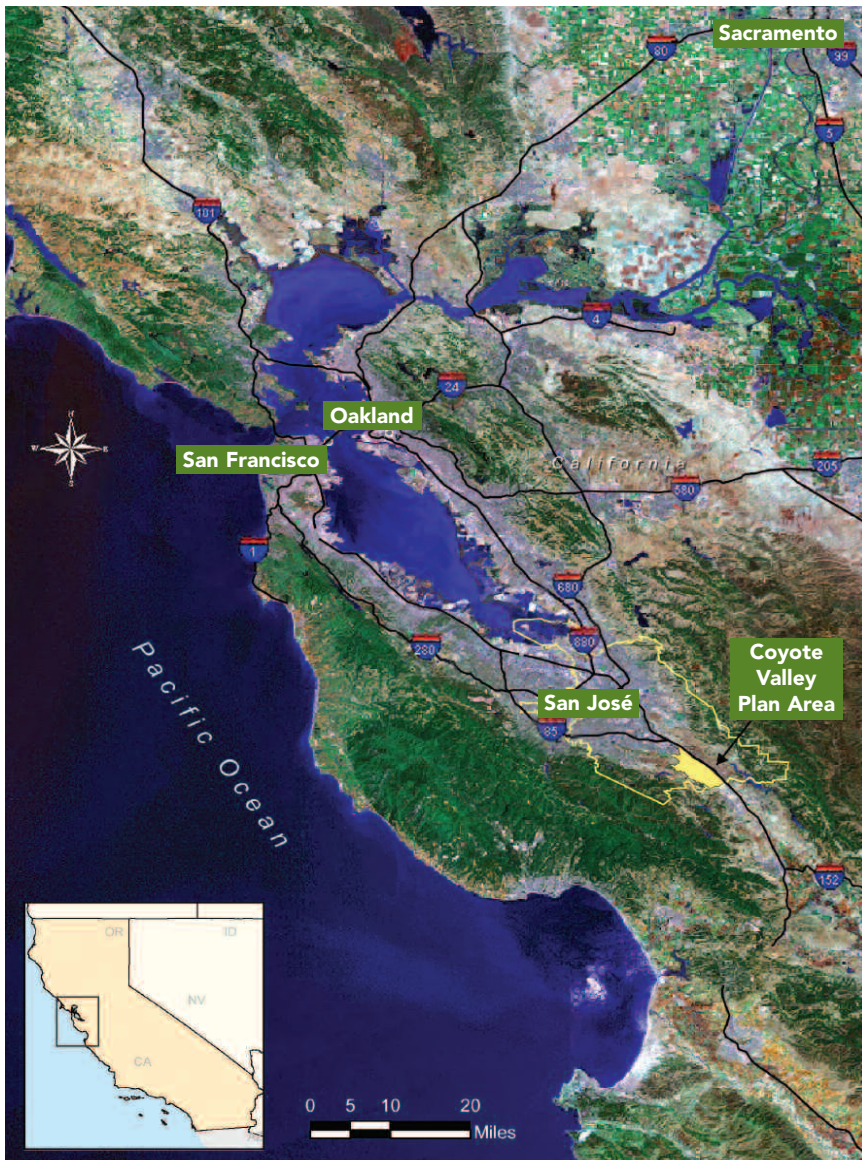 Sacramento
80
99
5
101
4
24
Oakland
San Francisco
California
205
580
N
W
E
S
1
680
880
280
Coyote
Valley
Plan Area
San José
85
Pacific Ocean
152
OR
ID
NV
CA
0 5 10 20
Miles